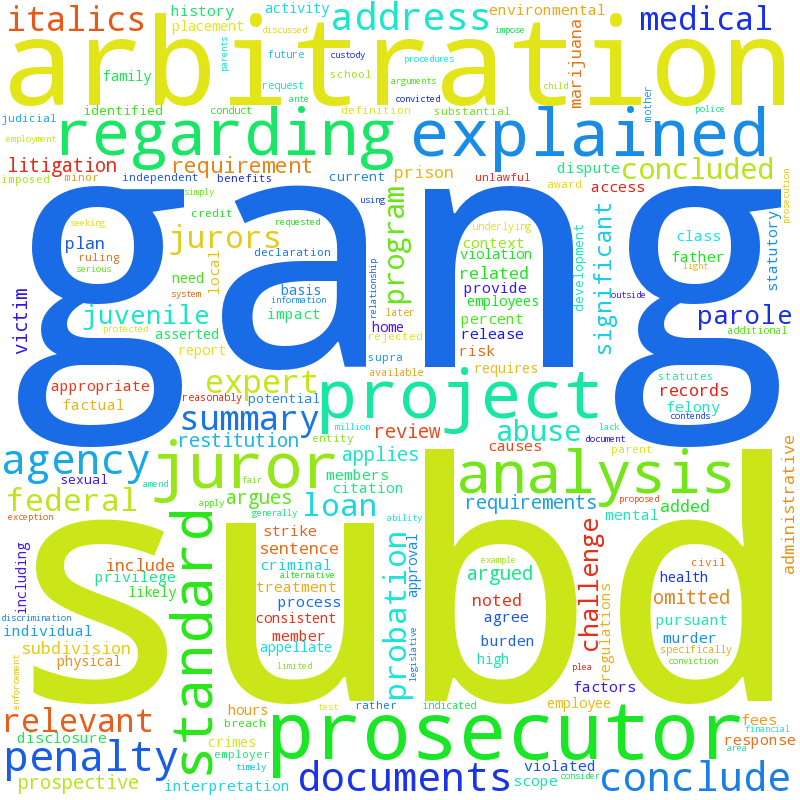 italics
history
placement
address
activity
environmental
discussed
impose
medical
arbitration
parents
future
custody
procedures
family
school
request
arguments
ante
convicted
child
marijuana
mother
judicial
identified
conduct
definition
substantial
police
employment
regarding
explained
litigation
requirement
prison
dispute
concluded
imposed
minor
independent
benefits
current
unlawful
award
access
prosecution
simply
using
gang
seeking
plan
ruling
serious
credit
requested
jurors
declaration
local
need
system
basis
information
impact
relationship
program
underlying
context
violation
related
provide
employees
percent
release
risk
requires
later
home
rejected
supra
available
development
significant
class
father
light
outside
statutory
parole
additional
victim
juvenile
asserted
protected
report
appropriate
factual
reasonably
expert
potential
project
statutes
records
felony
contends
summary
restitution
entity
million
review
abuse
lack
document
causes
parent
agency
sexual
juror
applies
members
citation
analysis
administrative
federal
exception
amend
fair
argues
apply
generally
loan
ability
requirements
proposed
added
mental
subd
including
include
privilege
likely
standard
strike
sentence
criminal
alternative
treatment
process
consistent
member
appellate
limited
probation
approval
legislative
example
argued
noted
agree
burden
high
challenge
regulations
plea
civil
health
omitted
pursuant
murder
specifically
conviction
discrimination
individual
subdivision
physical
enforcement
factors
relevant
disclosure
hours
breach
test
rather
indicated
employee
fees
financial
response
area
penalty
crimes
employer
timely
prosecutor
prospective
interpretation
documents
violated
scope
consider
conclude